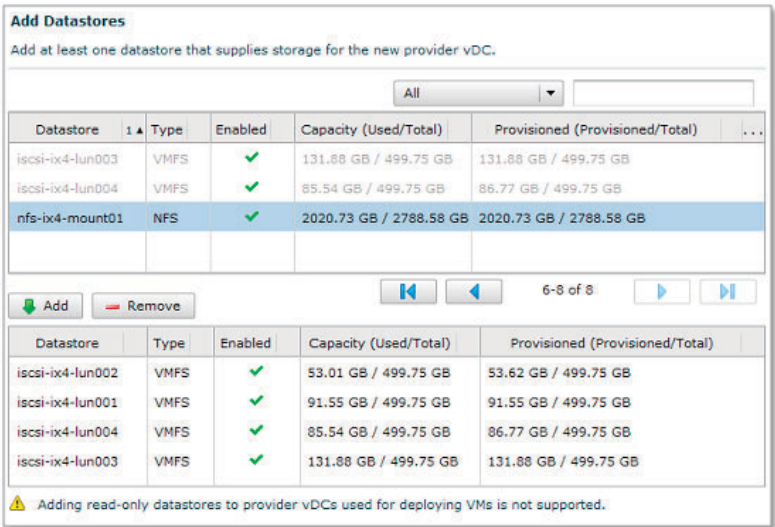 Add Datastores
Add at least one datastore that supplies storage for the new provider vDC.
All
Datastore 1 ▲ Type Enabled Capacity (Used/Total) Provisioned (Provisioned/Total) ...
iscsi-ix4-lun003 VMFS 131.88 GB / 499.75 GB 131.88 GB / 499.75 GB
iscsi-ix4-lun004 VMFS 85.54 GB / 499.75 GB 86.77 GB / 499.75 GB
nfs-ix4-mount01 NFS 2020.73 GB / 2788.58 GB 2020.73 GB / 2788.58 GB
6-8 of 8
Add Remove
Datastore Type Enabled Capacity (Used/Total) Provisioned (Provisioned/Total)
iscsi-ix4-lun002 VMFS 53.01 GB / 499.75 GB 53.62 GB / 499.75 GB
iscsi-ix4-lun001 VMFS 91.55 GB / 499.75 GB 91.55 GB / 499.75 GB
iscsi-ix4-lun004 VMFS 85.54 GB / 499.75 GB 86.77 GB / 499.75 GB
iscsi-ix4-lun003 VMFS 131.88 GB / 499.75 GB 131.88 GB / 499.75 GB
Adding read-only datastores to provider vDCs used for deploying VMs is not supported.